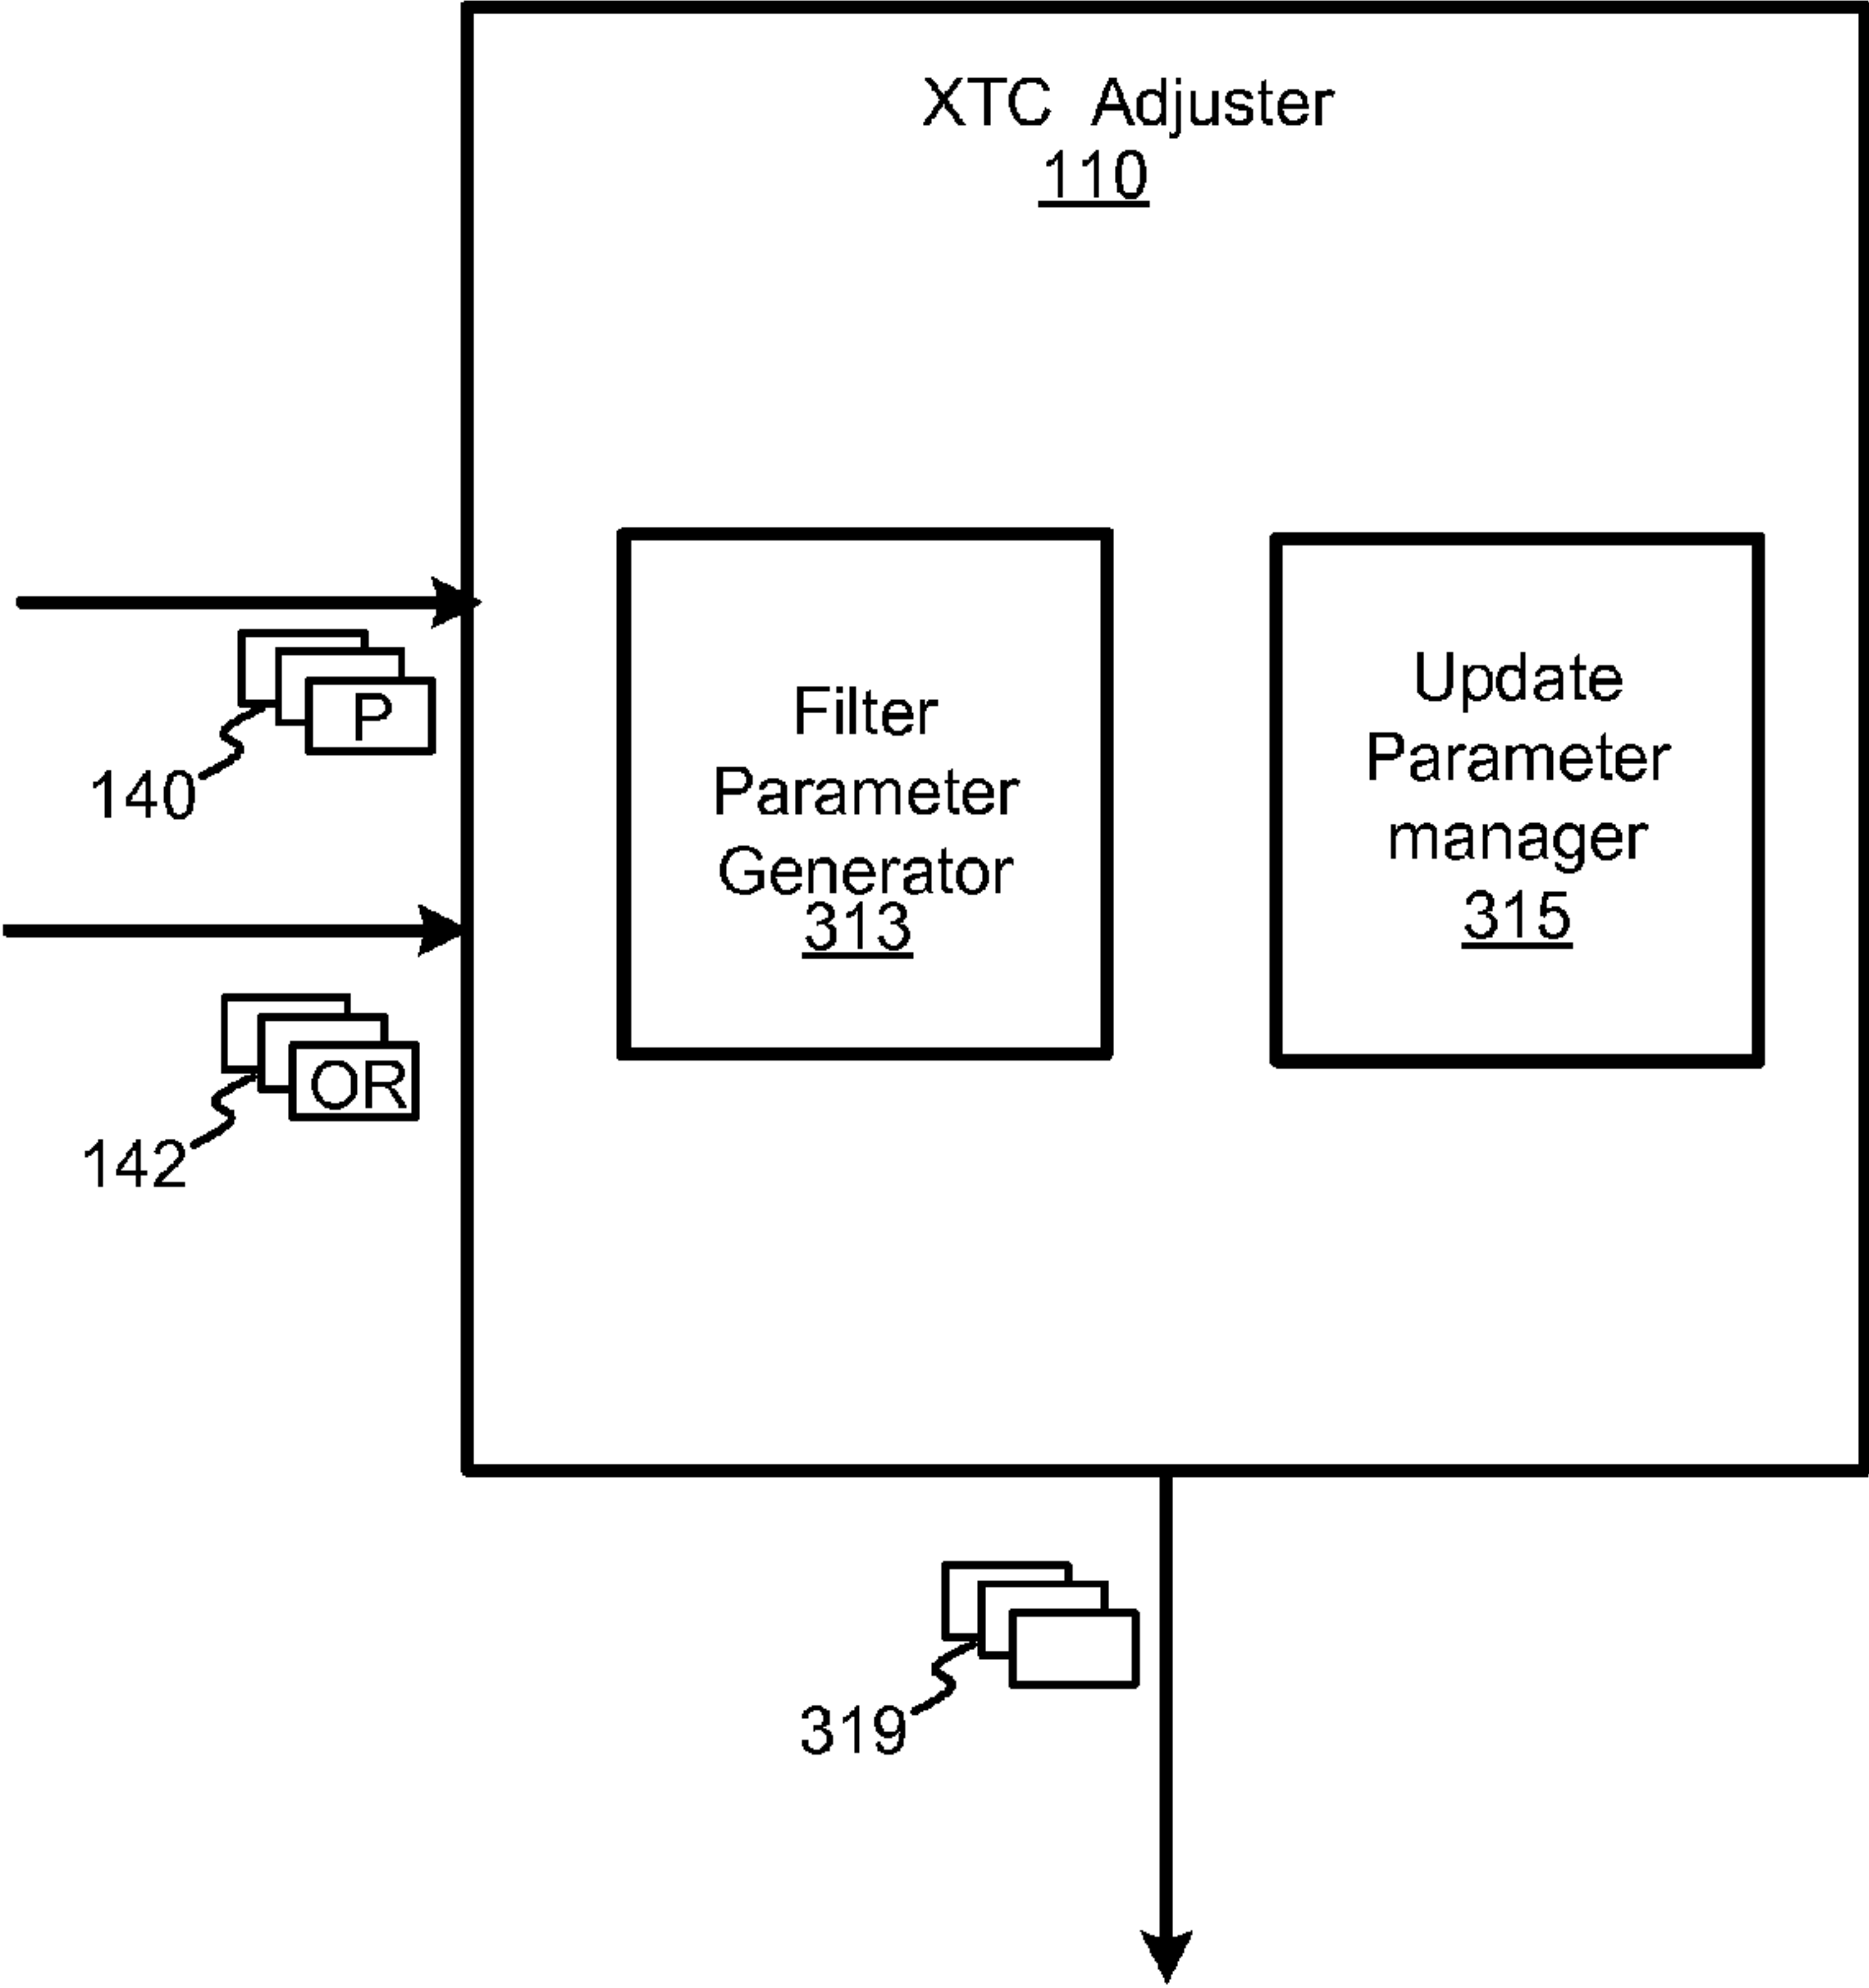 XTC Adjuster
110
P
140
OR
142
Filter
Parameter
Generator
313
Update
Parameter
manager
315
319